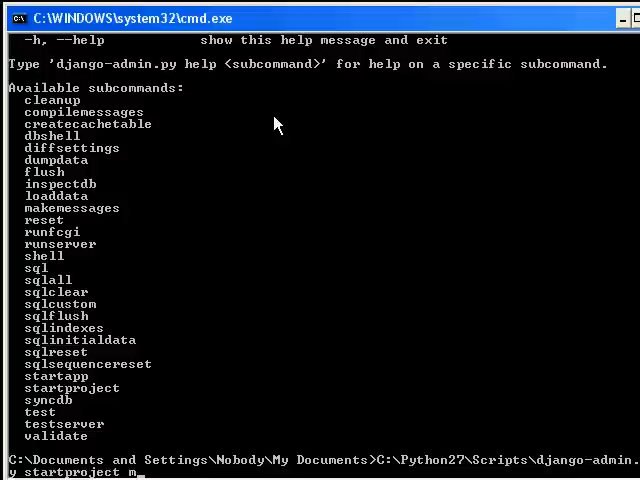 C:\WINDOWS\system32\cmd.exe
-h, --help show this help message and exit
Type 'django-admin.py help <subcommand>' for help on a specific subcommand.
Available subcommands:
cleanup
compilemessages
createcachetable
dbshell
diffsettings
dumpdata
flush
inspectdb
loaddata
makemessages
reset
runfcgi
runserver
shell
sql
sqlall
sqlclear
sqlcustom
sqlflush
sqlindexes
sqlinitialdata
sqlreset
sqlsequencereset
startapp
startproject
syncdb
test
testserver
validate
C:\Documents and Settings\Nobody\My Documents>C:\Python27\Scripts\django-admin.
y startproject m_